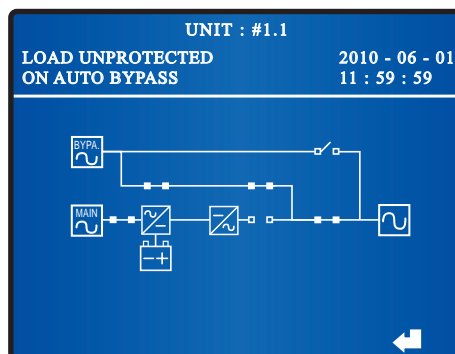 UNIT : #1.1
LOAD UNPROTECTED
2010 - 06 - 01
ON AUTO BYPASS
11 : 59 : 59
BYPA.
MAIN